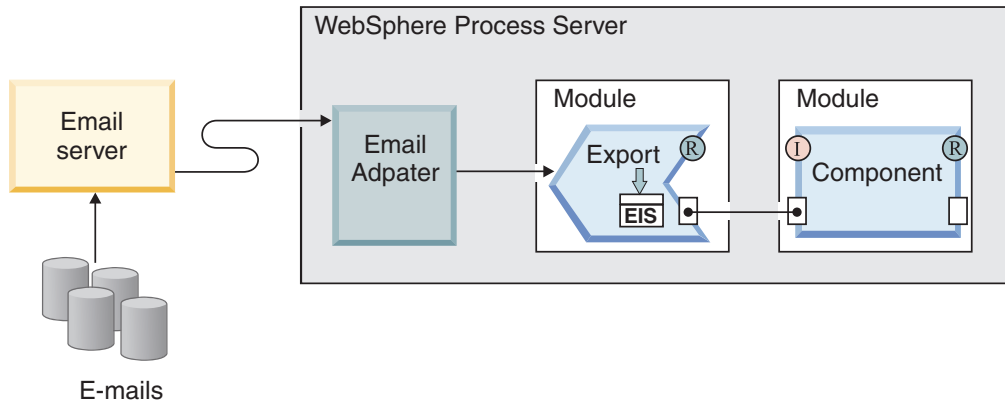 WebSphere Process Server
Email
server
Email
Adpater
Module
Export
R
EIS
Module
I
R
Component
E-mails